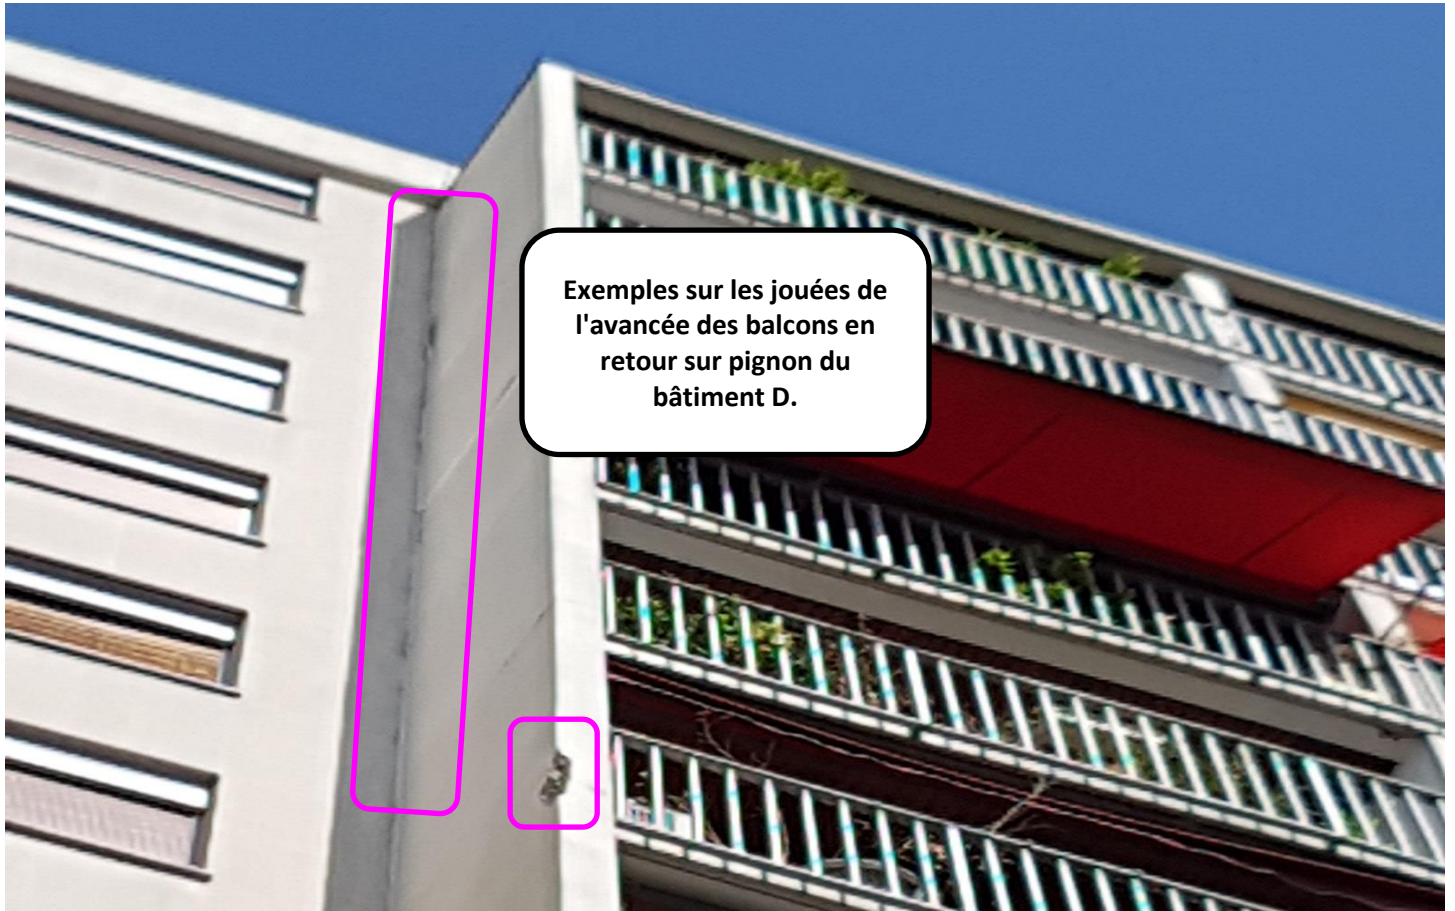 Exemples sur les jouées de
l'avancée des balcons en
retour sur pignon du
bâtiment D.